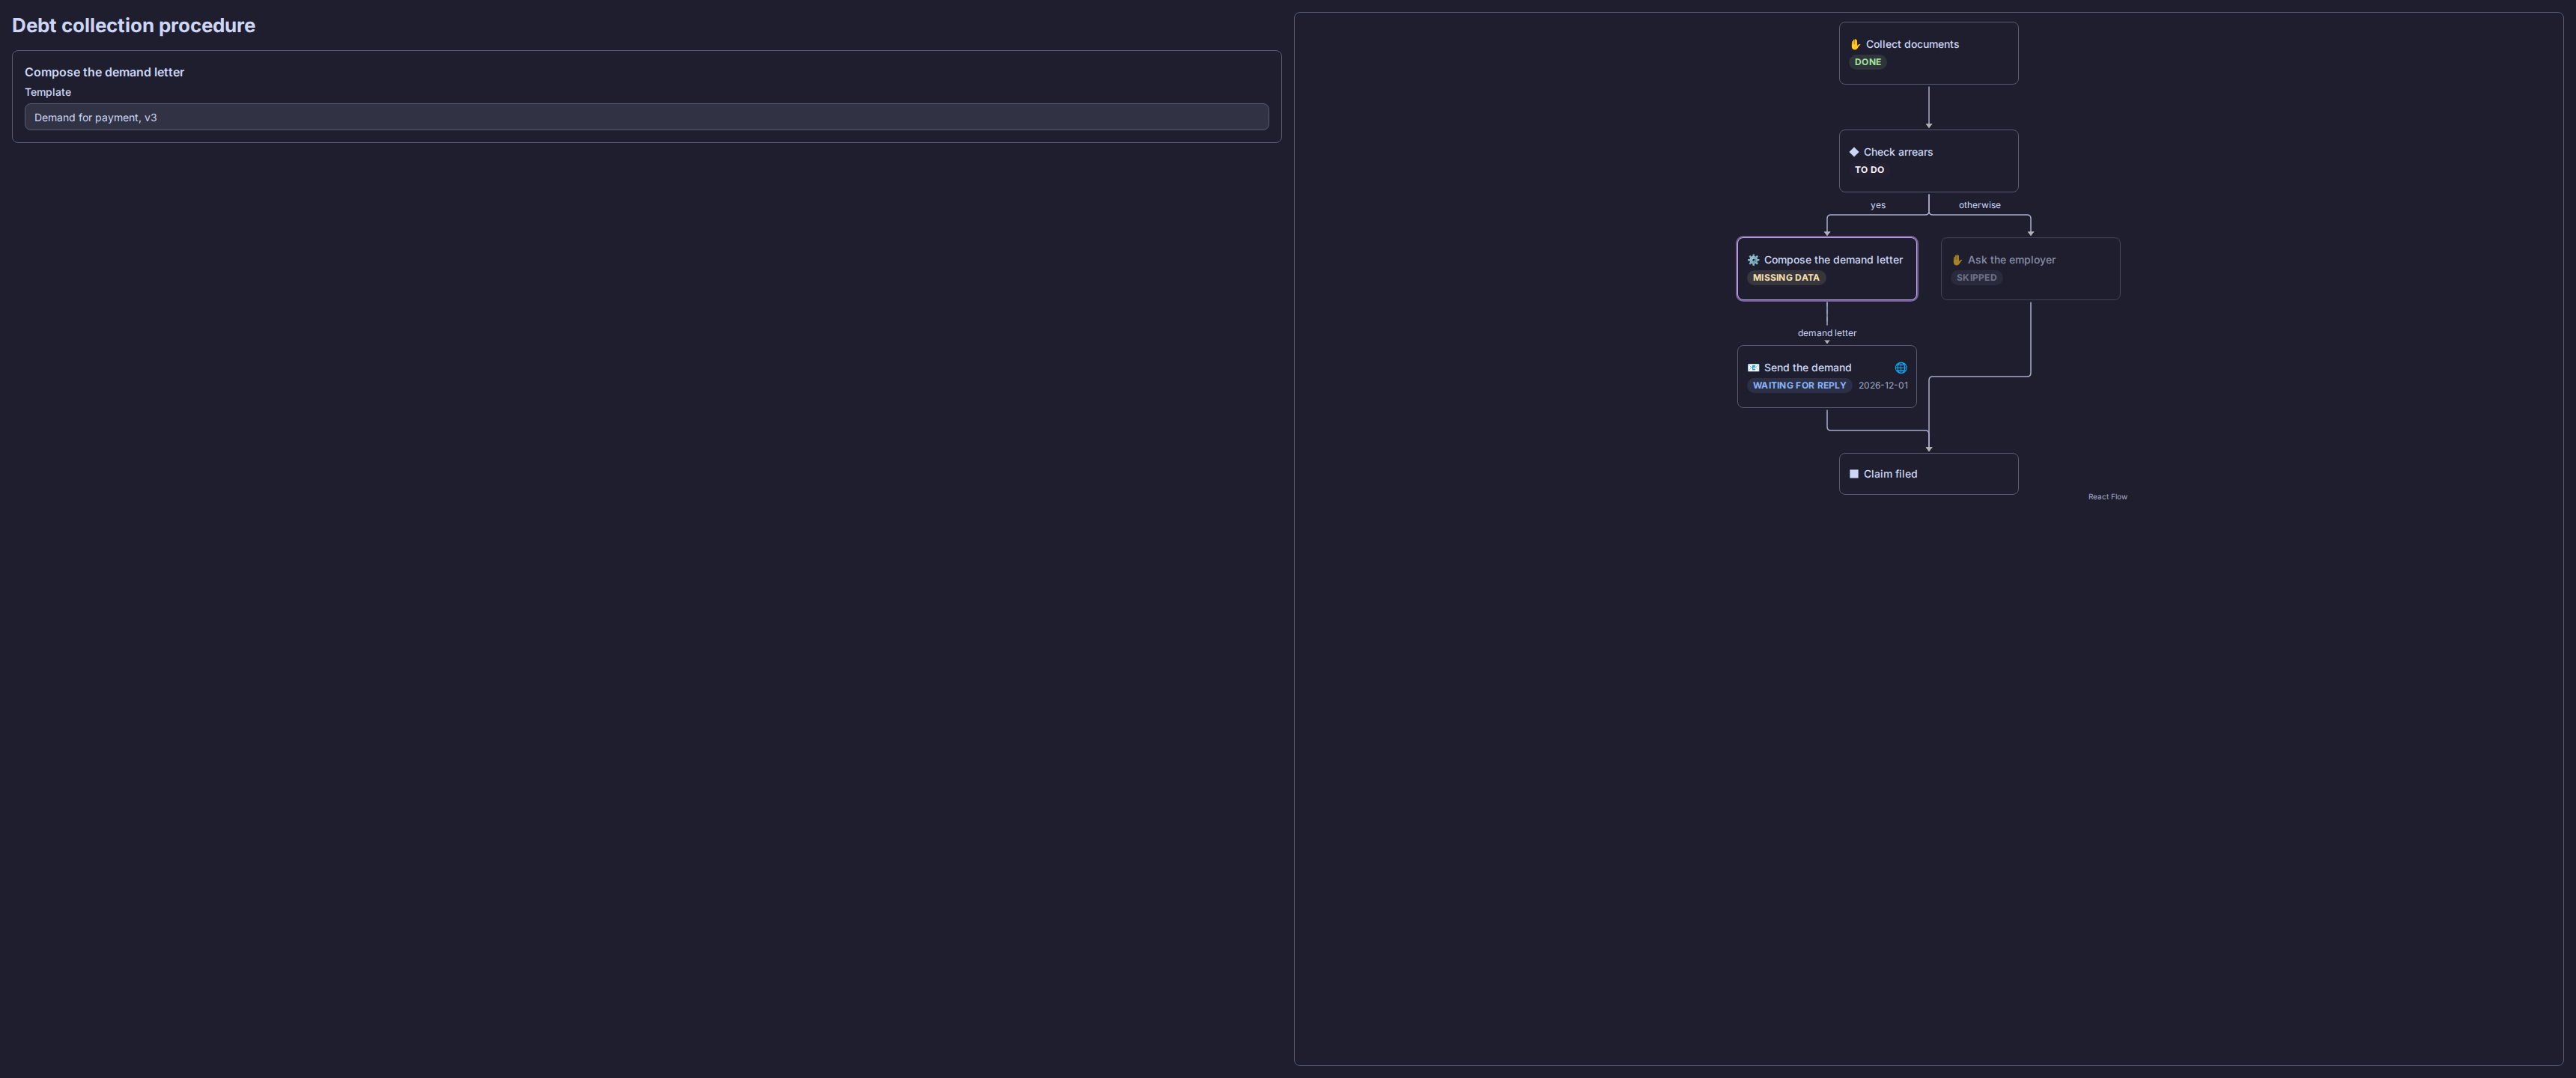 Debt collection procedure
Compose the demand letter
Template
Demand for payment, v3
Collect documents
DONE
Check arrears
TO DO
yes
otherwise
Compose the demand letter
MISSING DATA
Ask the employer
SKIPPED
demand letter
Send the demand
WAITING FOR REPLY 2026-12-01
Claim filed
React Flow